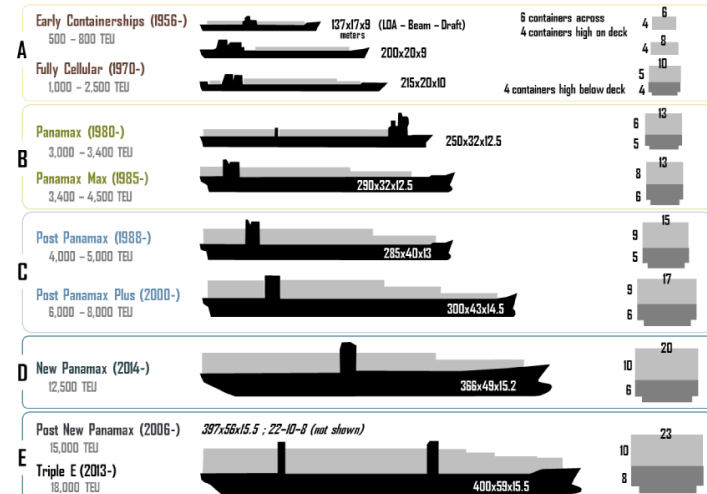 Early Containerships (1956-)
500 – 800 TEU
137x17x9 (LOA – Beam – Draft)
meters
6 containers across
4 containers high on deck
6
4
A
200x20x9
8
4
Fully Cellular (1970-)
1,000 – 2,500 TEU
215x20x10
4 containers high below deck
10
5
4
Panamax (1980-)
3,000 – 3,400 TEU
250x32x12.5
13
6
5
B
Panamax Max (1985-)
3,400 – 4,500 TEU
290x32x12.5
13
8
6
Post Panamax (1988-)
4,000 – 5,000 TEU
285x40x13
15
9
5
C
Post Panamax Plus (2000-)
6,000 – 8,000 TEU
300x43x14.5
17
9
6
D
New Panamax (2014-)
12,500 TEU
366x49x15.2
20
10
6
Post New Panamax (2006-)
15,000 TEU
397x56x15.5 ; 22–10–8 (not shown)
E
Triple E (2013-)
18,000 TEU
400x59x15.5
23
10
8